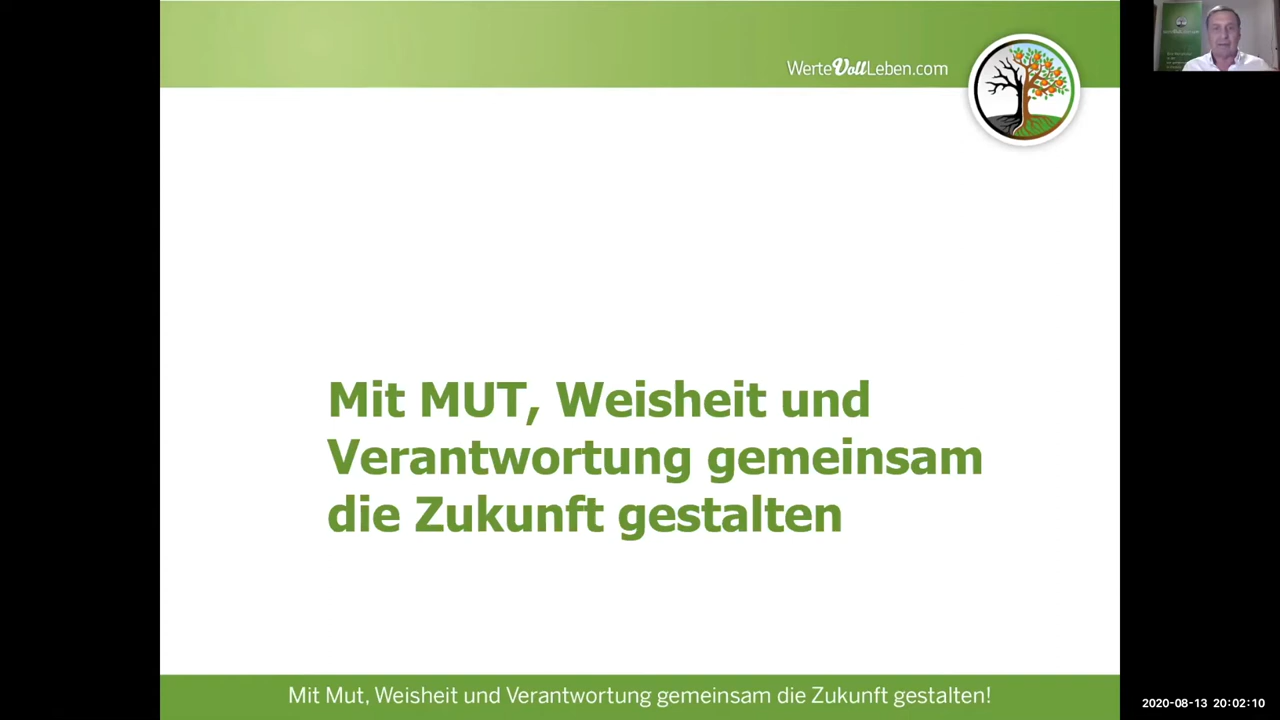 WerteVollLeben.com
Mit MUT, Weisheit und
Verantwortung gemeinsam
die Zukunft gestalten
Mit Mut, Weisheit und Verantwortung gemeinsam die Zukunft gestalten!
2020-08-13 20:02:10